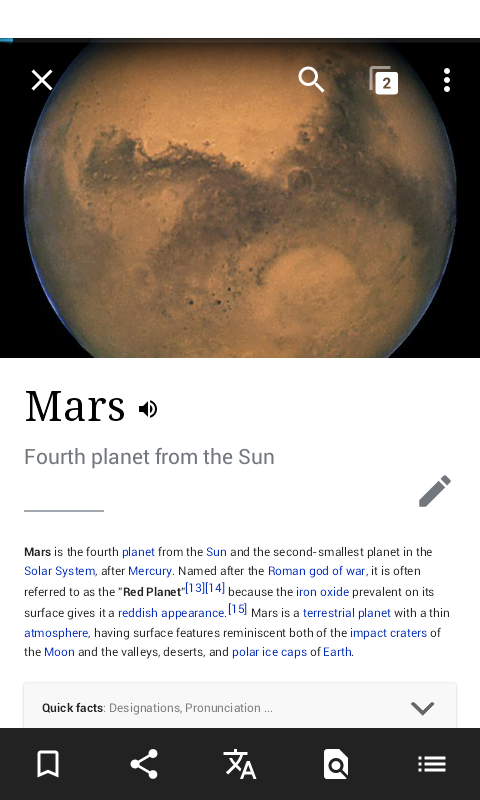 2
Mars
Fourth planet from the Sun
Mars is the fourth planet from the Sun and the second-smallest planet in the
Solar System, after Mercury. Named after the Roman god of war, it is often
referred to as the "Red Planet"[13][14] because the iron oxide prevalent on its
surface gives it a reddish appearance.[15] Mars is a terrestrial planet with a thin
atmosphere, having surface features reminiscent both of the impact craters of
the Moon and the valleys, deserts, and polar ice caps of Earth.
Quick facts: Designations, Pronunciation ...